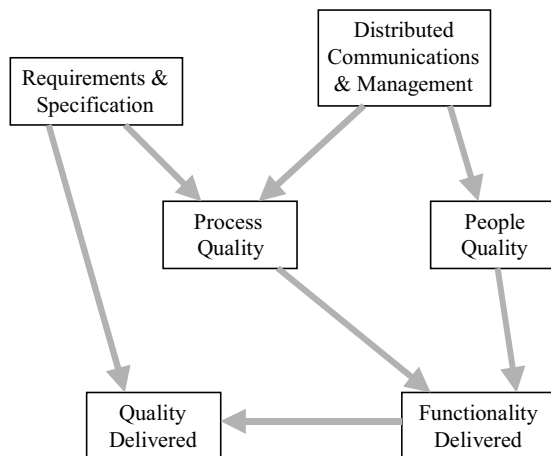 Distributed
Communications
& Management
Requirements &
Specification
Process
Quality
People
Quality
Quality
Delivered
Functionality
Delivered